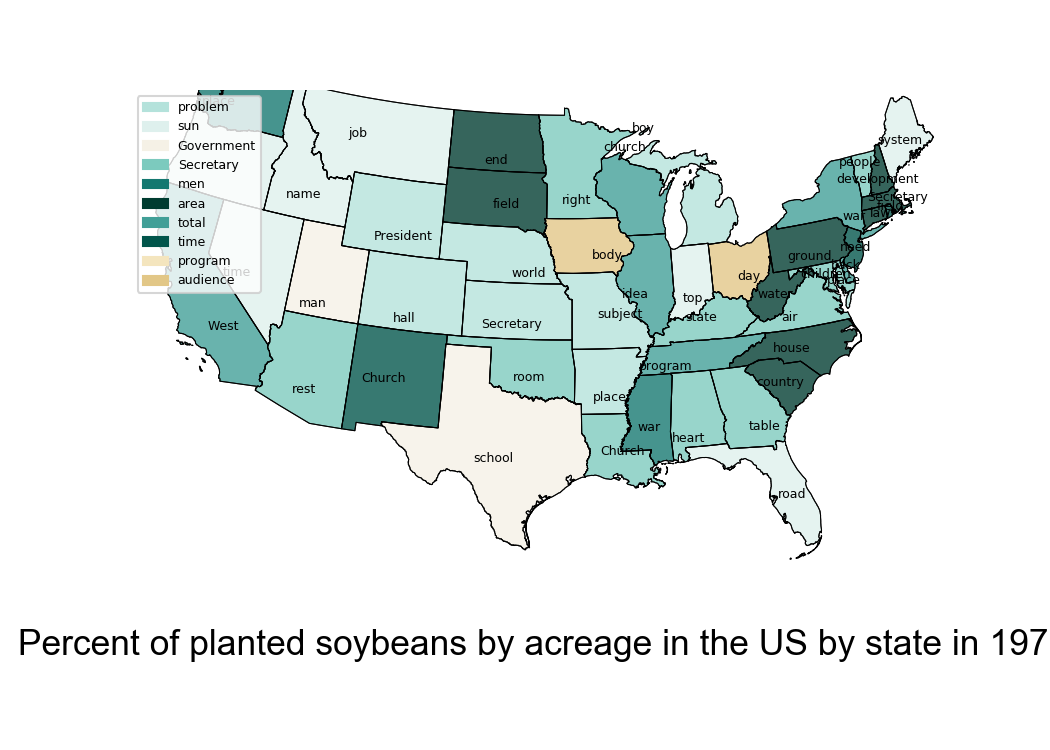 problem
sun
Government
Secretary
men
area
total
time
program
audience
job
name
end
field
right
boy
church
system
people
development
Secretary
field
law
war
need
back
children
place
President
world
body
day
ground
water
time
man
West
hall
Secretary
subject
idea
top
state
air
house
rest
Church
room
program
country
place
war
heart
table
school
Church
road
Percent of planted soybeans by acreage in the US by state in 197